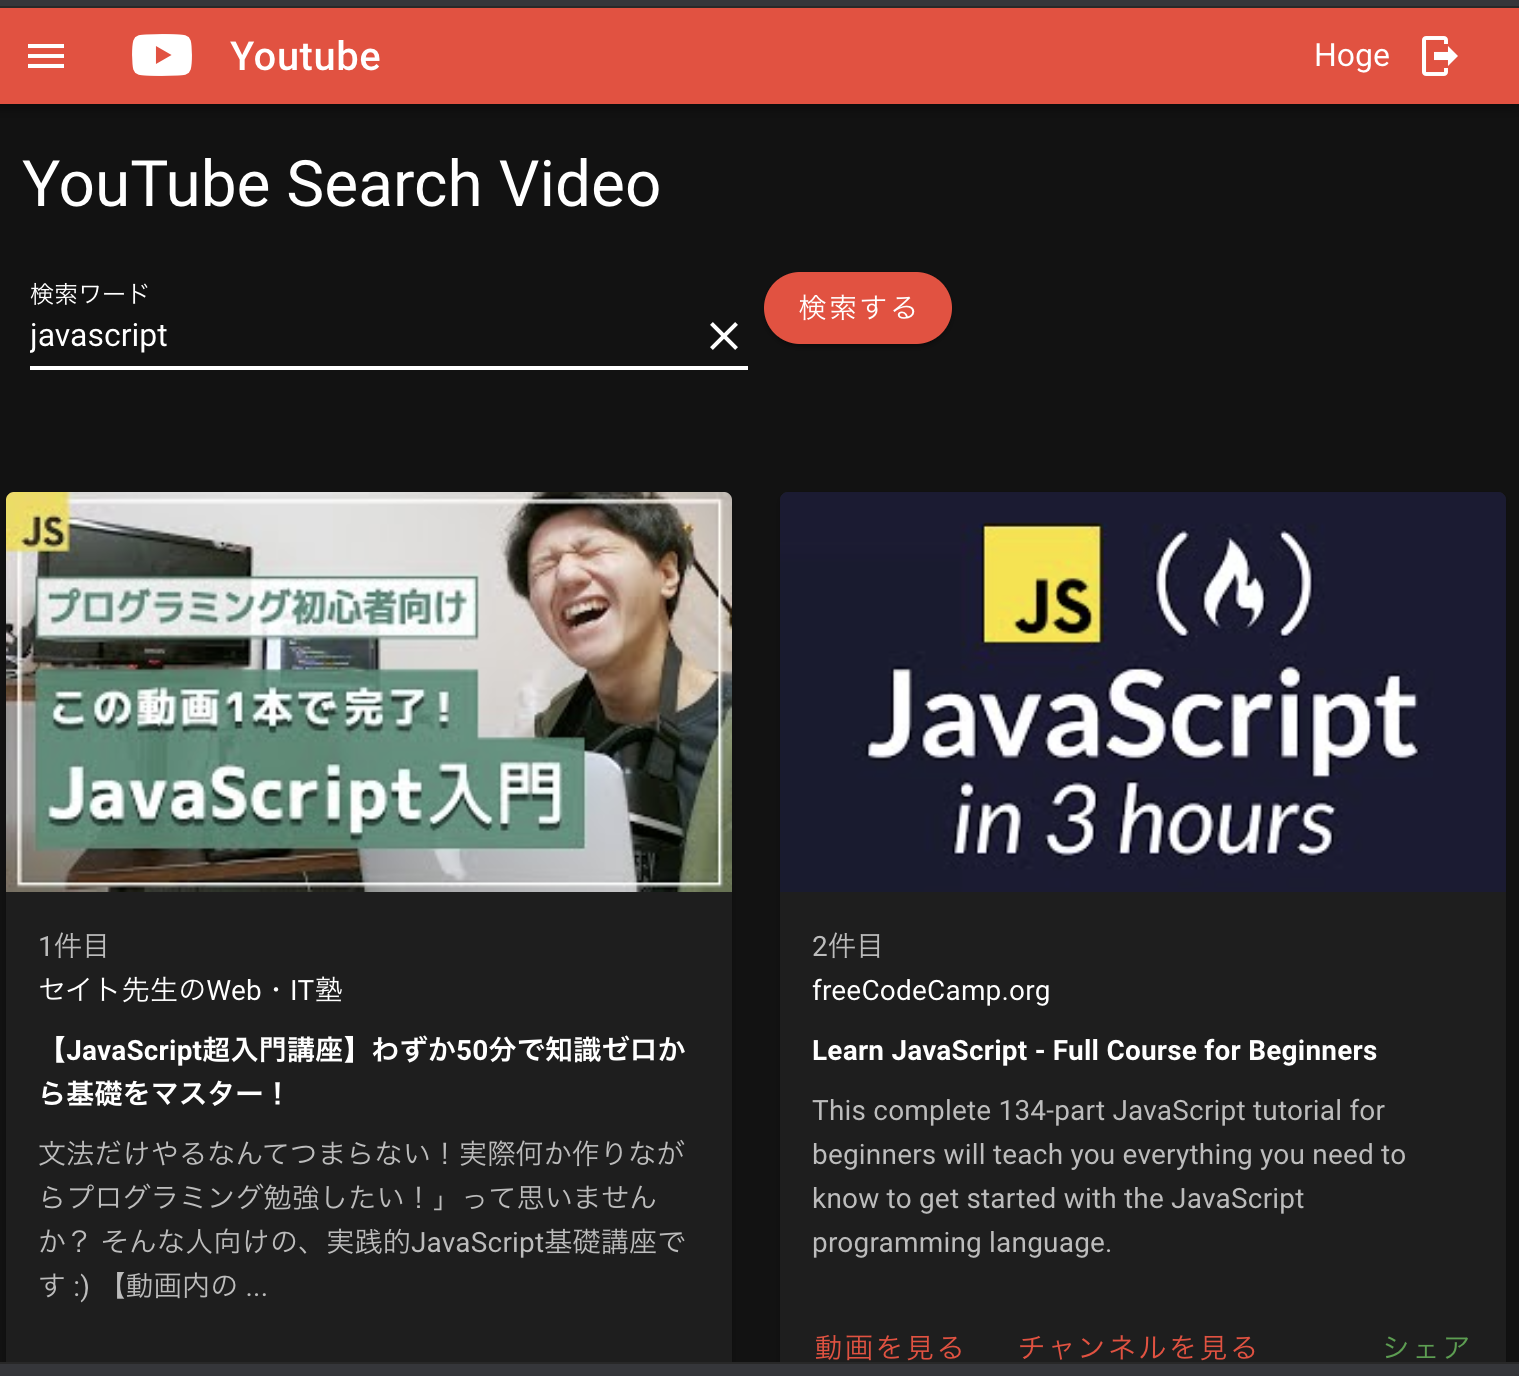 Youtube
Hoge
YouTube Search Video
検索ワード
javascript
検索する
JS
プログラミング初心者向け
この動画1本で完了!
JavaScript入門
JS
JavaScript
in 3 hours
1件目
セイト先生のWeb・IT塾
【JavaScript超入門講座】わずか50分で知識ゼロか
ら基礎をマスター！
文法だけやるなんてつまらない！実際何か作りなが
らプログラミング勉強したい！」って思いません
か？ そんな人向けの、実践的JavaScript基礎講座で
す :) 【動画内の ...
2件目
freeCodeCamp.org
Learn JavaScript - Full Course for Beginners
This complete 134-part JavaScript tutorial for
beginners will teach you everything you need to
know to get started with the JavaScript
programming language.
動画を見る
チャンネルを見る
シェア